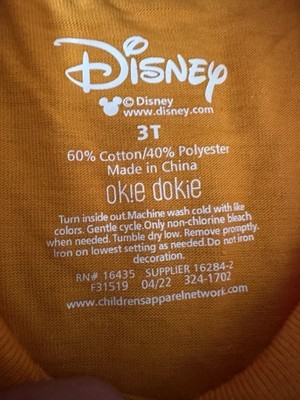 Disney
© Disney
www.disney.com
3T
60% Cotton/40% Polyester
Made in China
okie dokie
Turn inside out.Machine wash cold with like
colors. Gentle cycle.Only non-chlorine bleach
when needed. Tumble dry low. Remove promptly.
Iron on lowest setting as needed.Do not iron
decoration.
RN# 16435 SUPPLIER 16284-2
F31519 04/22 324-1702
www.childrensapparelnetwork.com